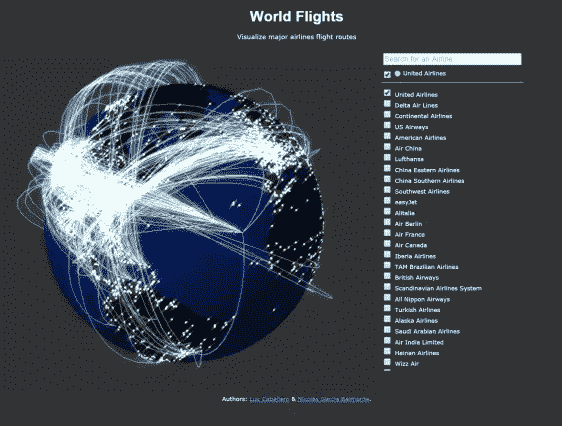 World Flights
Visualize major airlines flight routes
Search for an Airline
United Airlines
United Airlines
Delta Air Lines
Continental Airlines
US Airways
American Airlines
Air China
Lufthansa
China Eastern Airlines
China Southern Airlines
Southwest Airlines
easyJet
Alitalia
Air Berlin
Air France
Air Canada
Iberia Airlines
TAM Brazilian Airlines
British Airways
Scandinavian Airlines System
All Nippon Airways
Turkish Airlines
Alaska Airlines
Saudi Arabian Airlines
Air India Limited
Hainan Airlines
Wizz Air
Authors: Luz Caballero & Nicolas Garcia Belmonte.